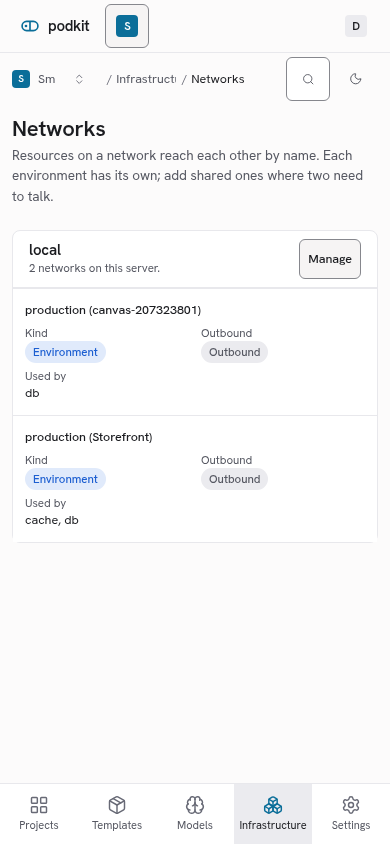 podkit
S
D
S
Sm
/ Infrastruct / Networks
Networks
Resources on a network reach each other by name. Each
environment has its own; add shared ones where two need
to talk.
local
2 networks on this server.
Manage
production (canvas-207323801)
Kind
Outbound
Environment
Outbound
Used by
db
production (Storefront)
Kind
Outbound
Environment
Outbound
Used by
cache, db
Projects
Templates
Models
Infrastructure
Settings